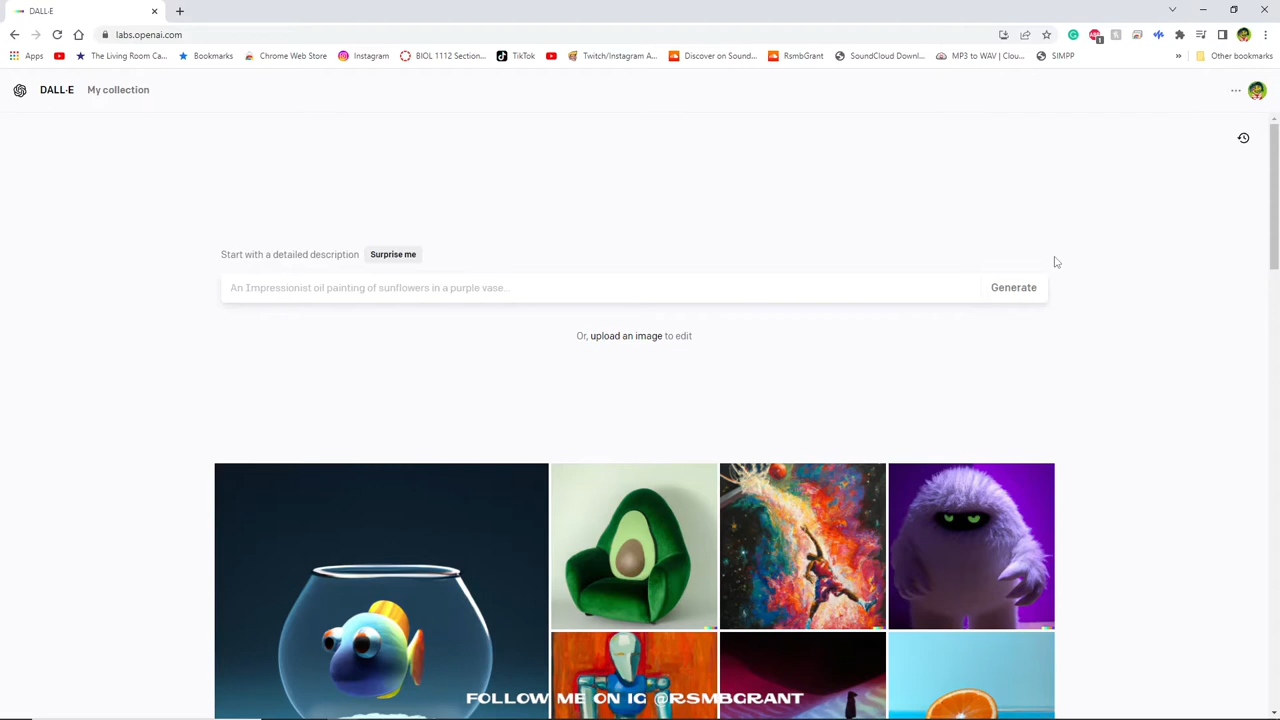 DALL·E
labs.openai.com
1
Apps
The Living Room Ca...
Bookmarks
Chrome Web Store
Instagram
BIOL 1112 Section...
TikTok
Twitch/Instagram A...
Discover on Sound...
RsmbGrant
SoundCloud Downl...
MP3 to WAV | Clou...
SIMPP
»
Other bookmarks
DALL·E
My collection
Start with a detailed description
Surprise me
An Impressionist oil painting of sunflowers in a purple vase...
Generate
Or, upload an image to edit
FOLLOW ME ON IG @RSMBGRANT